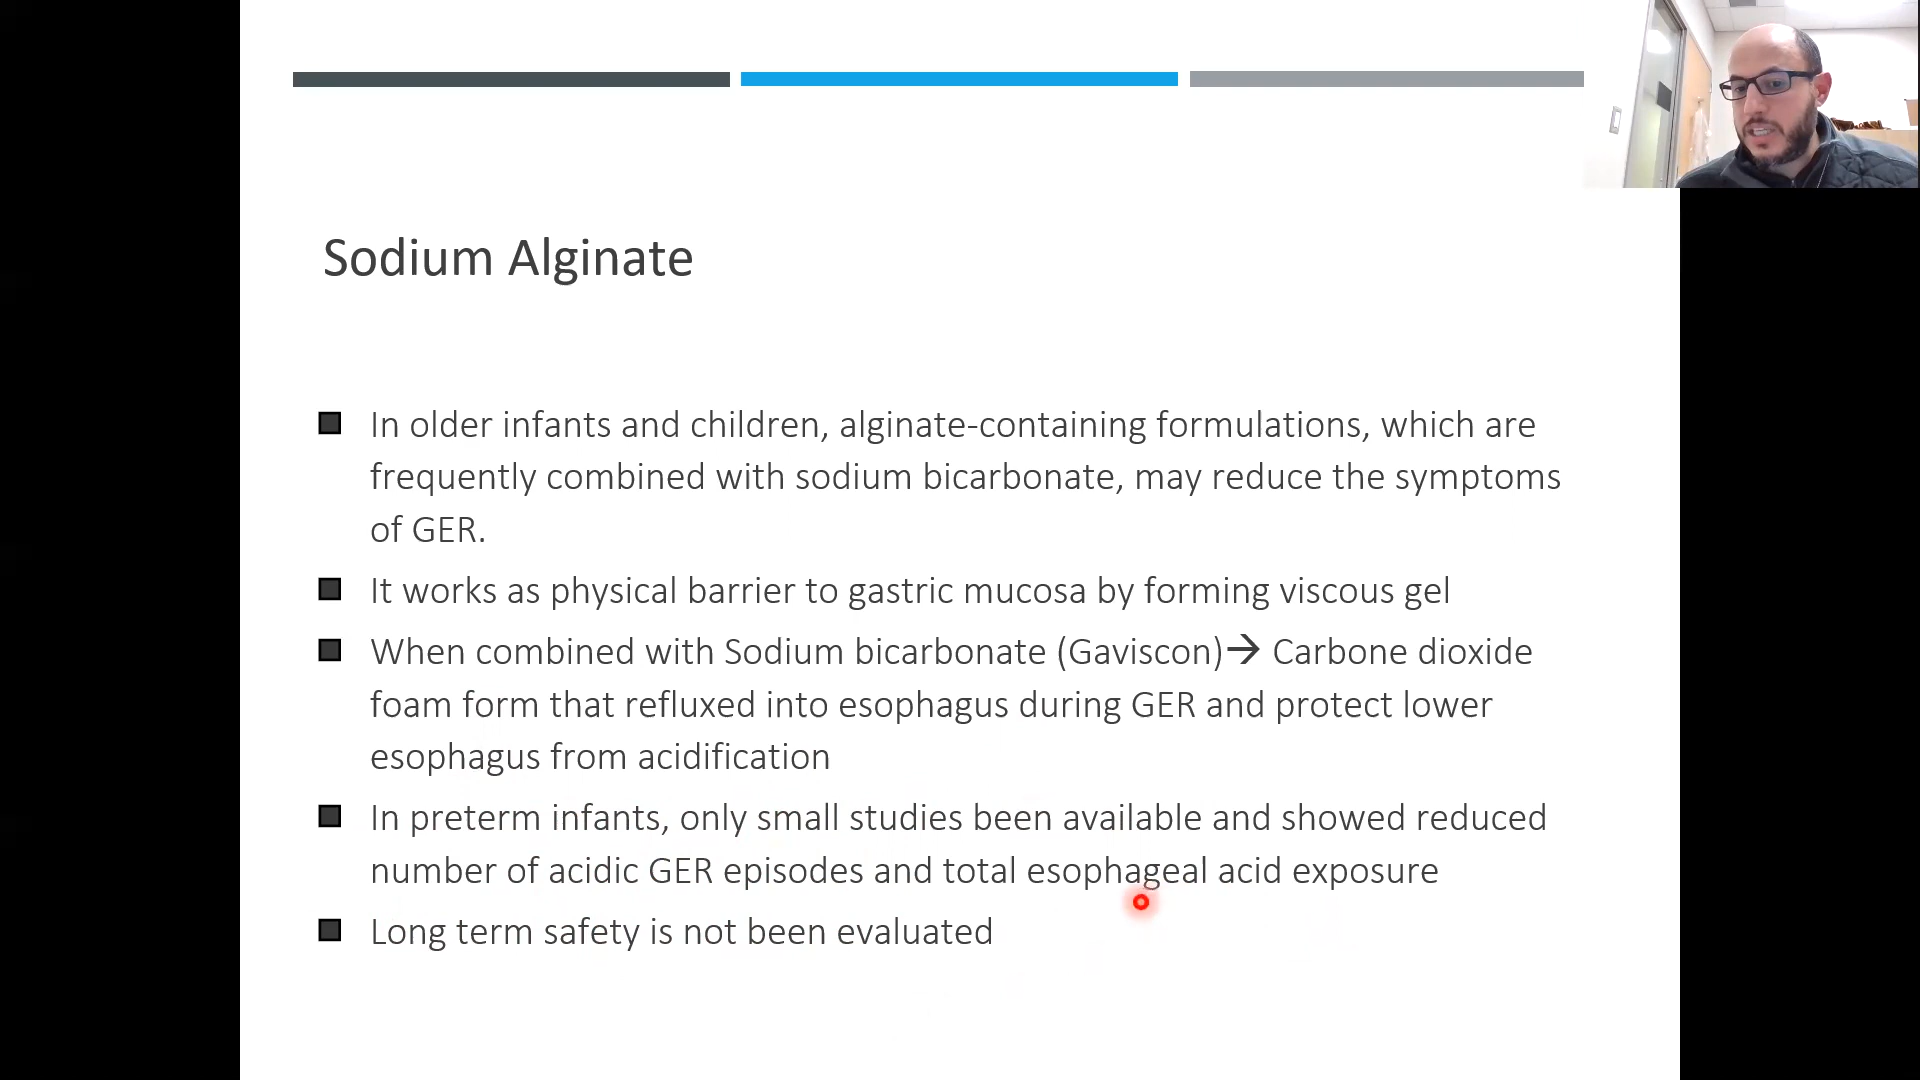 Sodium Alginate
In older infants and children, alginate-containing formulations, which are
frequently combined with sodium bicarbonate, may reduce the symptoms
of GER.
It works as physical barrier to gastric mucosa by forming viscous gel
When combined with Sodium bicarbonate (Gaviscon)→ Carbone dioxide
foam form that refluxed into esophagus during GER and protect lower
esophagus from acidification
In preterm infants, only small studies been available and showed reduced
number of acidic GER episodes and total esophageal acid exposure
Long term safety is not been evaluated